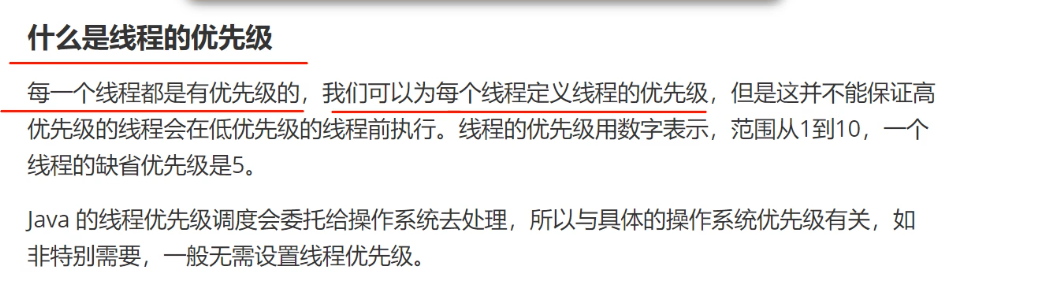 什么是线程的优先级
每一个线程都是有优先级的，我们可以为每个线程定义线程的优先级，但是这并不能保证高
优先级的线程会在低优先级的线程前执行。线程的优先级用数字表示，范围从1到10，一个
线程的缺省优先级是5。
Java 的线程优先级调度会委托给操作系统去处理，所以与具体的操作系统优先级有关，如
非特别需要，一般无需设置线程优先级。